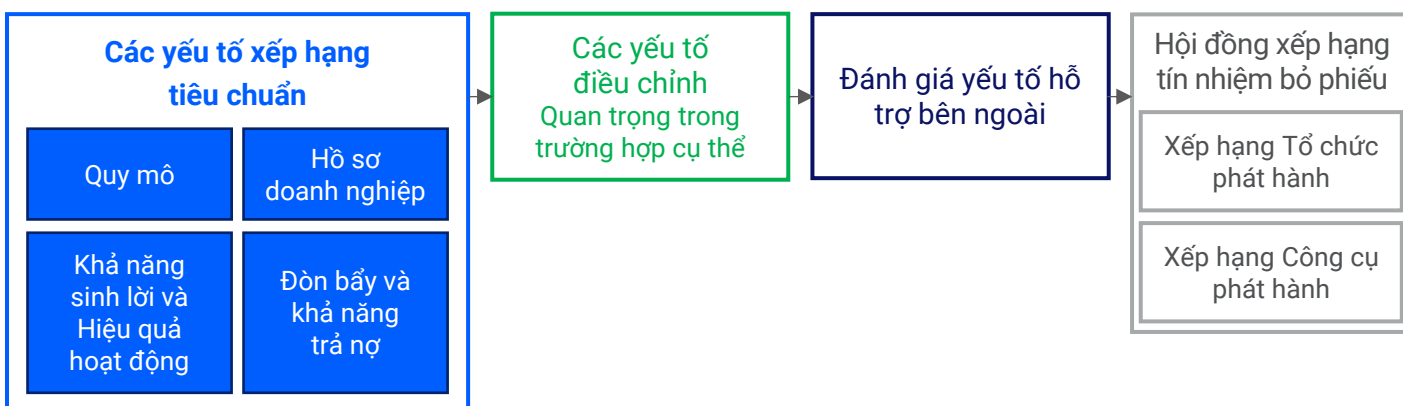 Các yếu tố xếp hạng
tiêu chuẩn
Quy mô
Hồ sơ
doanh nghiệp
Khả năng
sinh lời và
Hiệu quả
hoạt động
Đòn bẩy và
khả năng
trả nợ
Các yếu tố
điều chỉnh
Quan trọng trong
trường hợp cụ thể
Đánh giá yếu tố hỗ
trợ bên ngoài
Hội đồng xếp hạng
tín nhiệm bỏ phiếu
Xếp hạng Tổ chức
phát hành
Xếp hạng Công cụ
phát hành